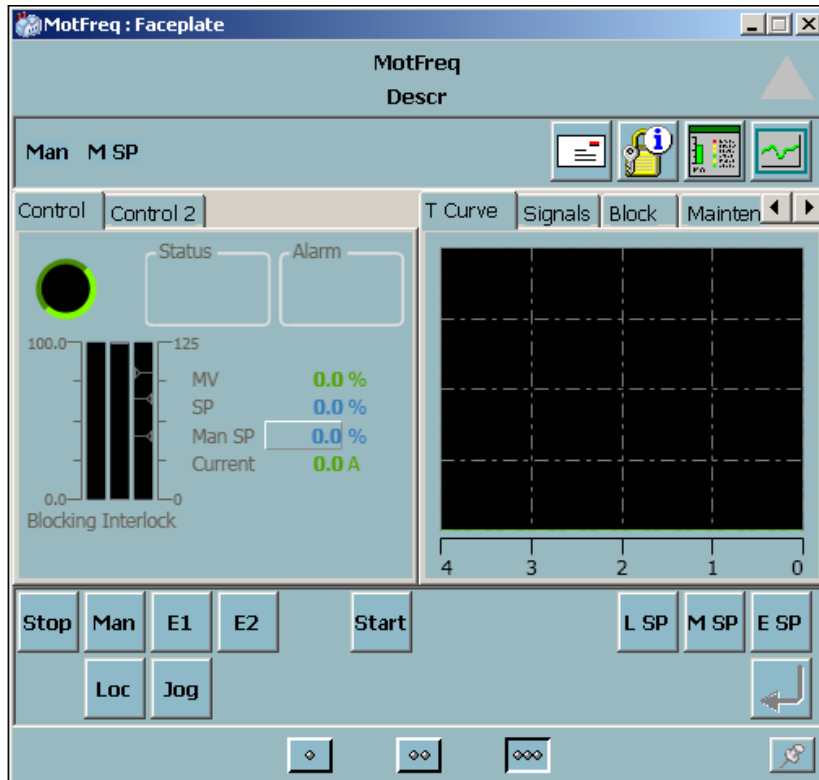 MotFreq : Faceplate
MotFreq
Descr
Man M SP
Control Control 2 T Curve Signals Block Mainten
Status Alarm
100.0 125
MV 0.0 %
SP 0.0 %
Man SP 0.0 %
Current 0.0 A
0.0 0
Blocking Interlock
4 3 2 1 0
Stop Man E1 E2 Start L SP M SP E SP
Loc Jog